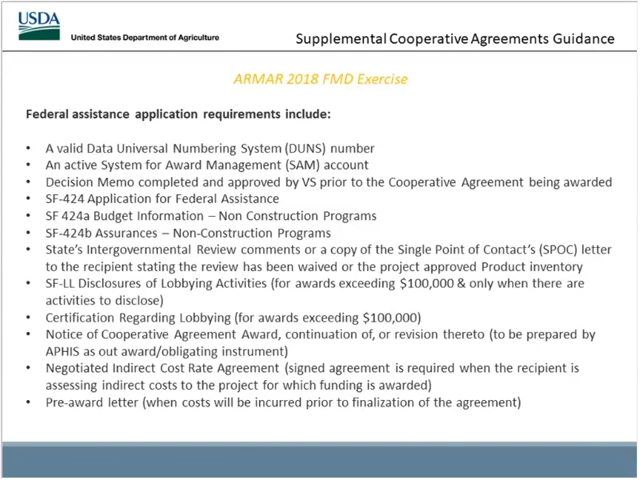 USDA
United States Department of Agriculture
Supplemental Cooperative Agreements Guidance
ARMAR 2018 FMD Exercise
Federal assistance application requirements include:
• A valid Data Universal Numbering System (DUNS) number
• An active System for Award Management (SAM) account
• Decision Memo completed and approved by VS prior to the Cooperative Agreement being awarded
• SF-424 Application for Federal Assistance
• SF 424a Budget Information – Non Construction Programs
• SF-424b Assurances – Non-Construction Programs
• State's Intergovernmental Review comments or a copy of the Single Point of Contact's (SPOC) letter
to the recipient stating the review has been waived or the project approved Product inventory
• SF-LL Disclosures of Lobbying Activities (for awards exceeding $100,000 & only when there are
activities to disclose)
• Certification Regarding Lobbying (for awards exceeding $100,000)
• Notice of Cooperative Agreement Award, continuation of, or revision thereto (to be prepared by
APHIS as out award/obligating instrument)
• Negotiated Indirect Cost Rate Agreement (signed agreement is required when the recipient is
assessing indirect costs to the project for which funding is awarded)
• Pre-award letter (when costs will be incurred prior to finalization of the agreement)